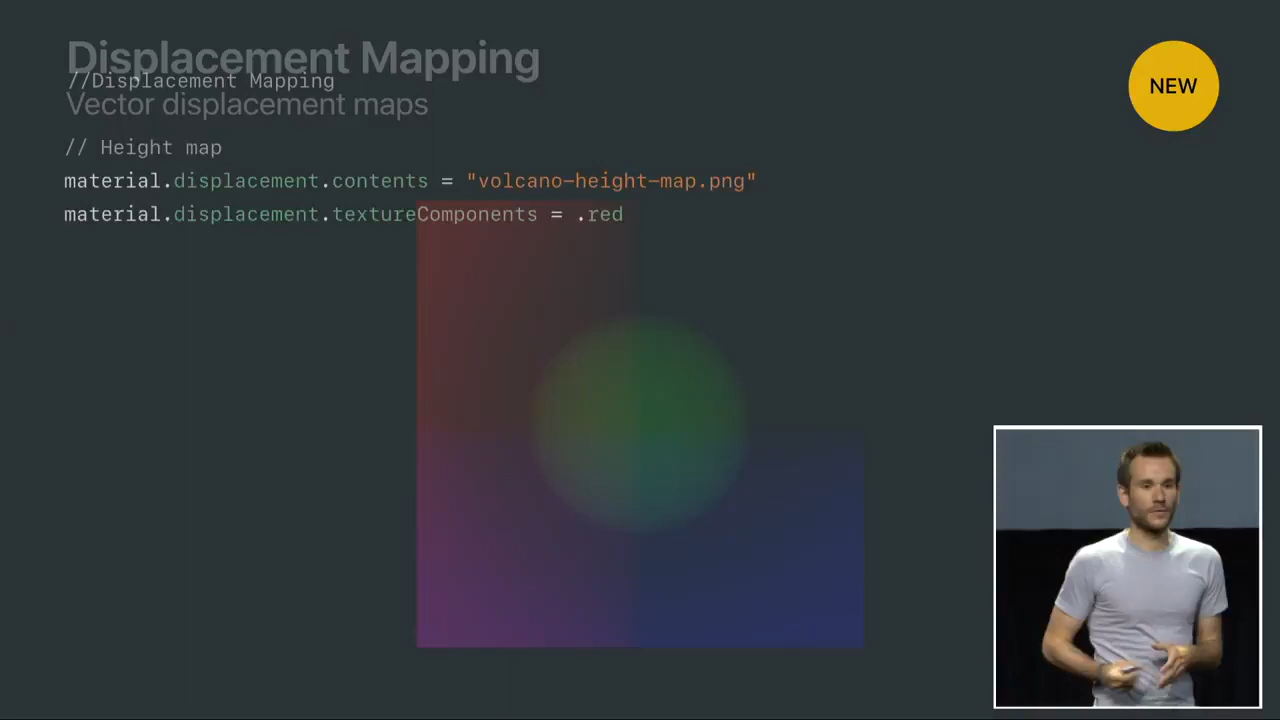 Displacement Mapping
//Displacement Mapping
Vector displacement maps
NEW
// Height map
material.displacement.contents = "volcano-height-map.png"
material.displacement.textureComponents = .red